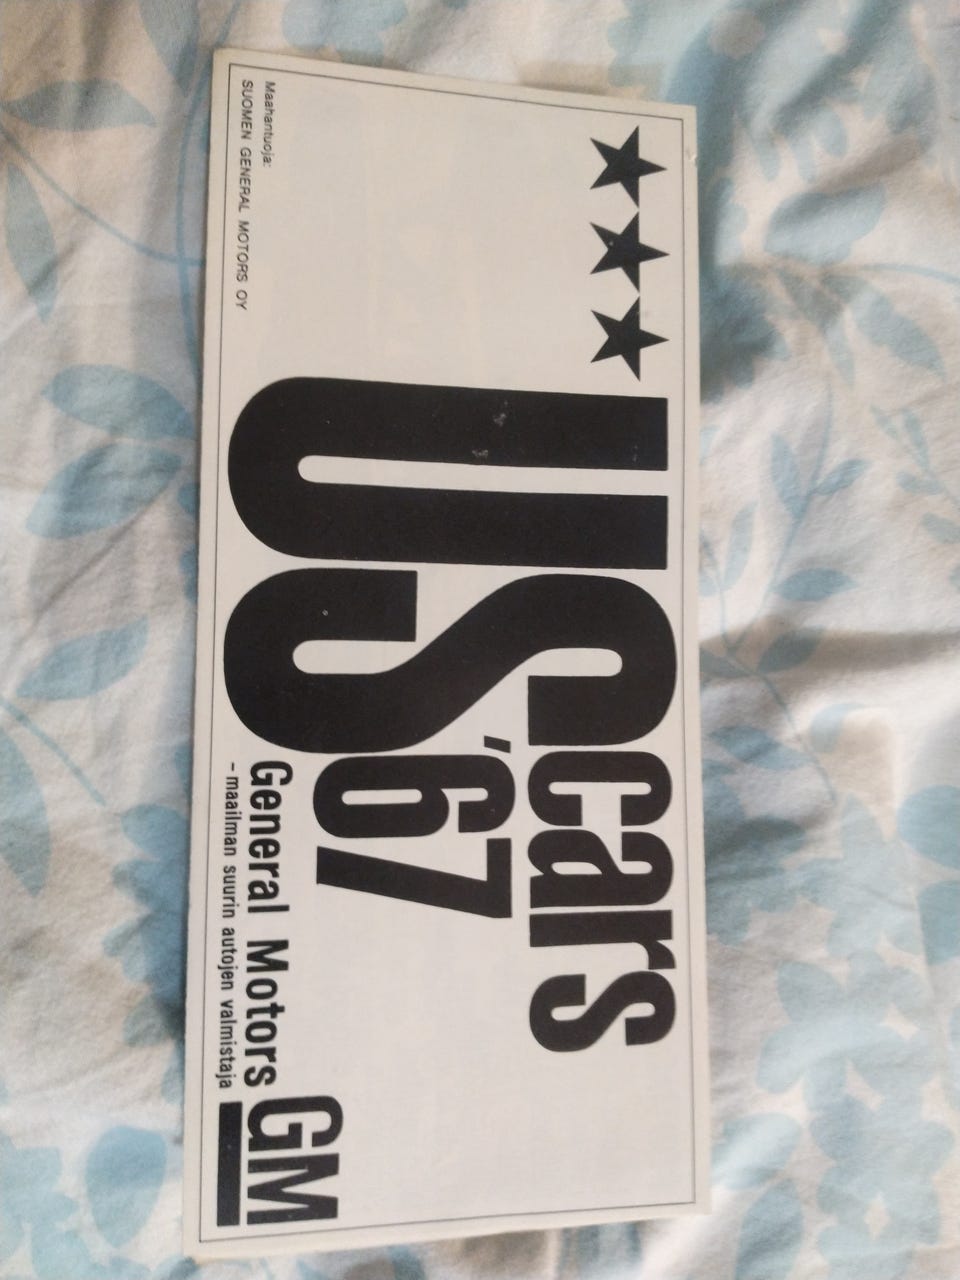 US cars
'67
General Motors
-maailman suurin autojen valmistaja
GM
Maahantuoja:
SUOMEN GENERAL MOTORS OY